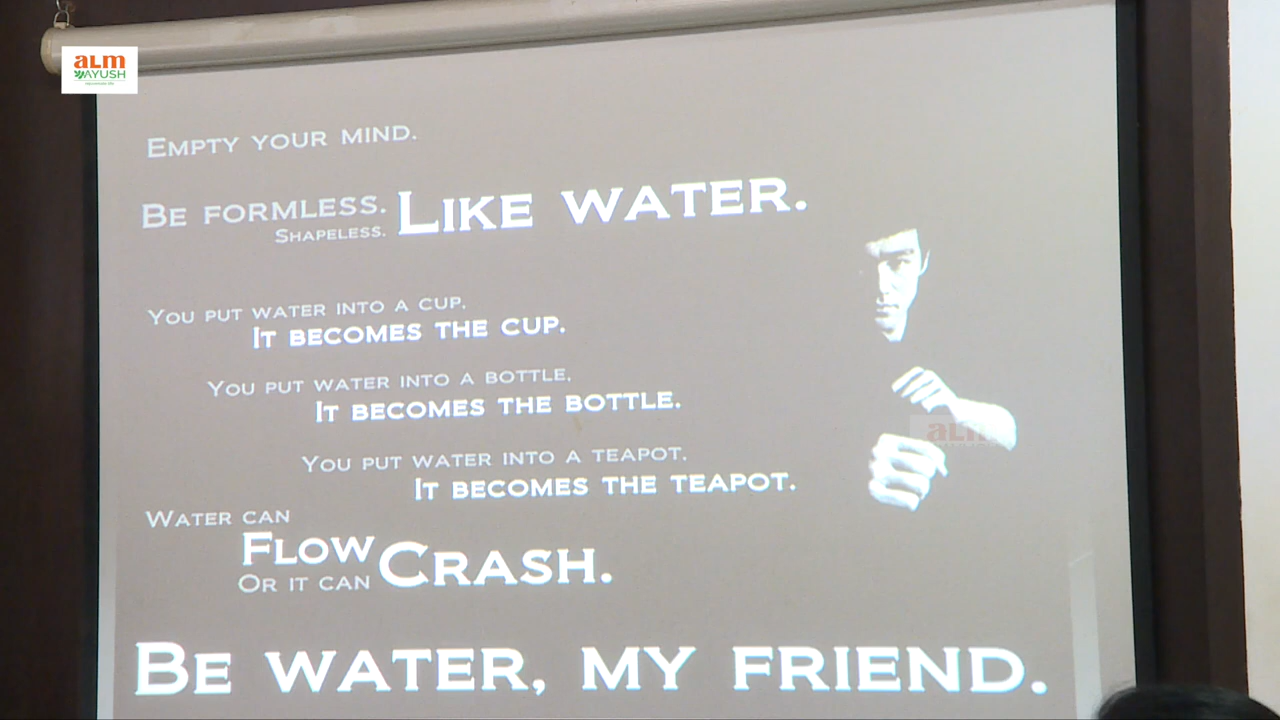 alm
AYUSH
EMPTY YOUR MIND.
BE FORMLESS.
SHAPELESS.
LIKE WATER.
YOU PUT WATER INTO A CUP.
IT BECOMES THE CUP.
YOU PUT WATER INTO A BOTTLE.
IT BECOMES THE BOTTLE.
YOU PUT WATER INTO A TEAPOT.
IT BECOMES THE TEAPOT.
alm
WATER CAN
FLOW
OR IT CAN
CRASH.
BE WATER, MY FRIEND.